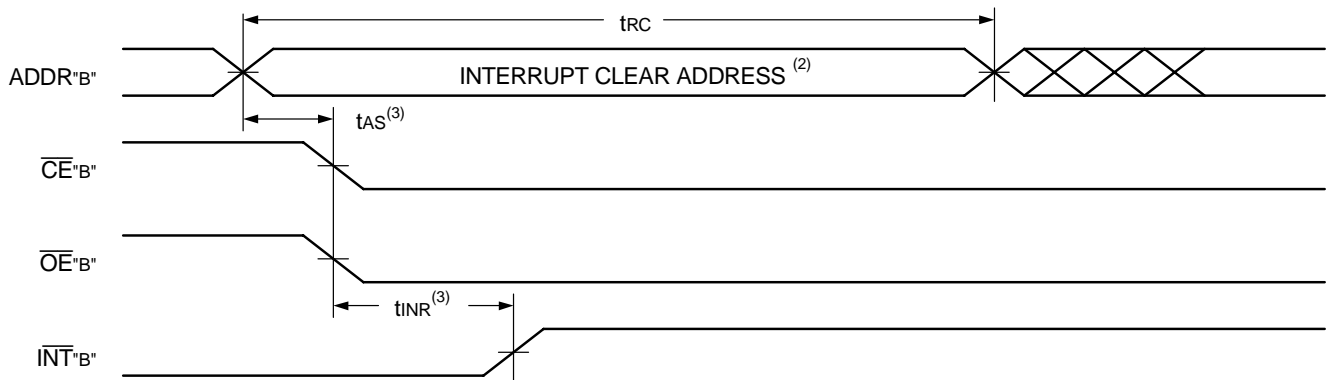 tRC
ADDR"B"
INTERRUPT CLEAR ADDRESS (2)
tAS(3)
CE"B"
OE"B"
tINR(3)
INT"B"